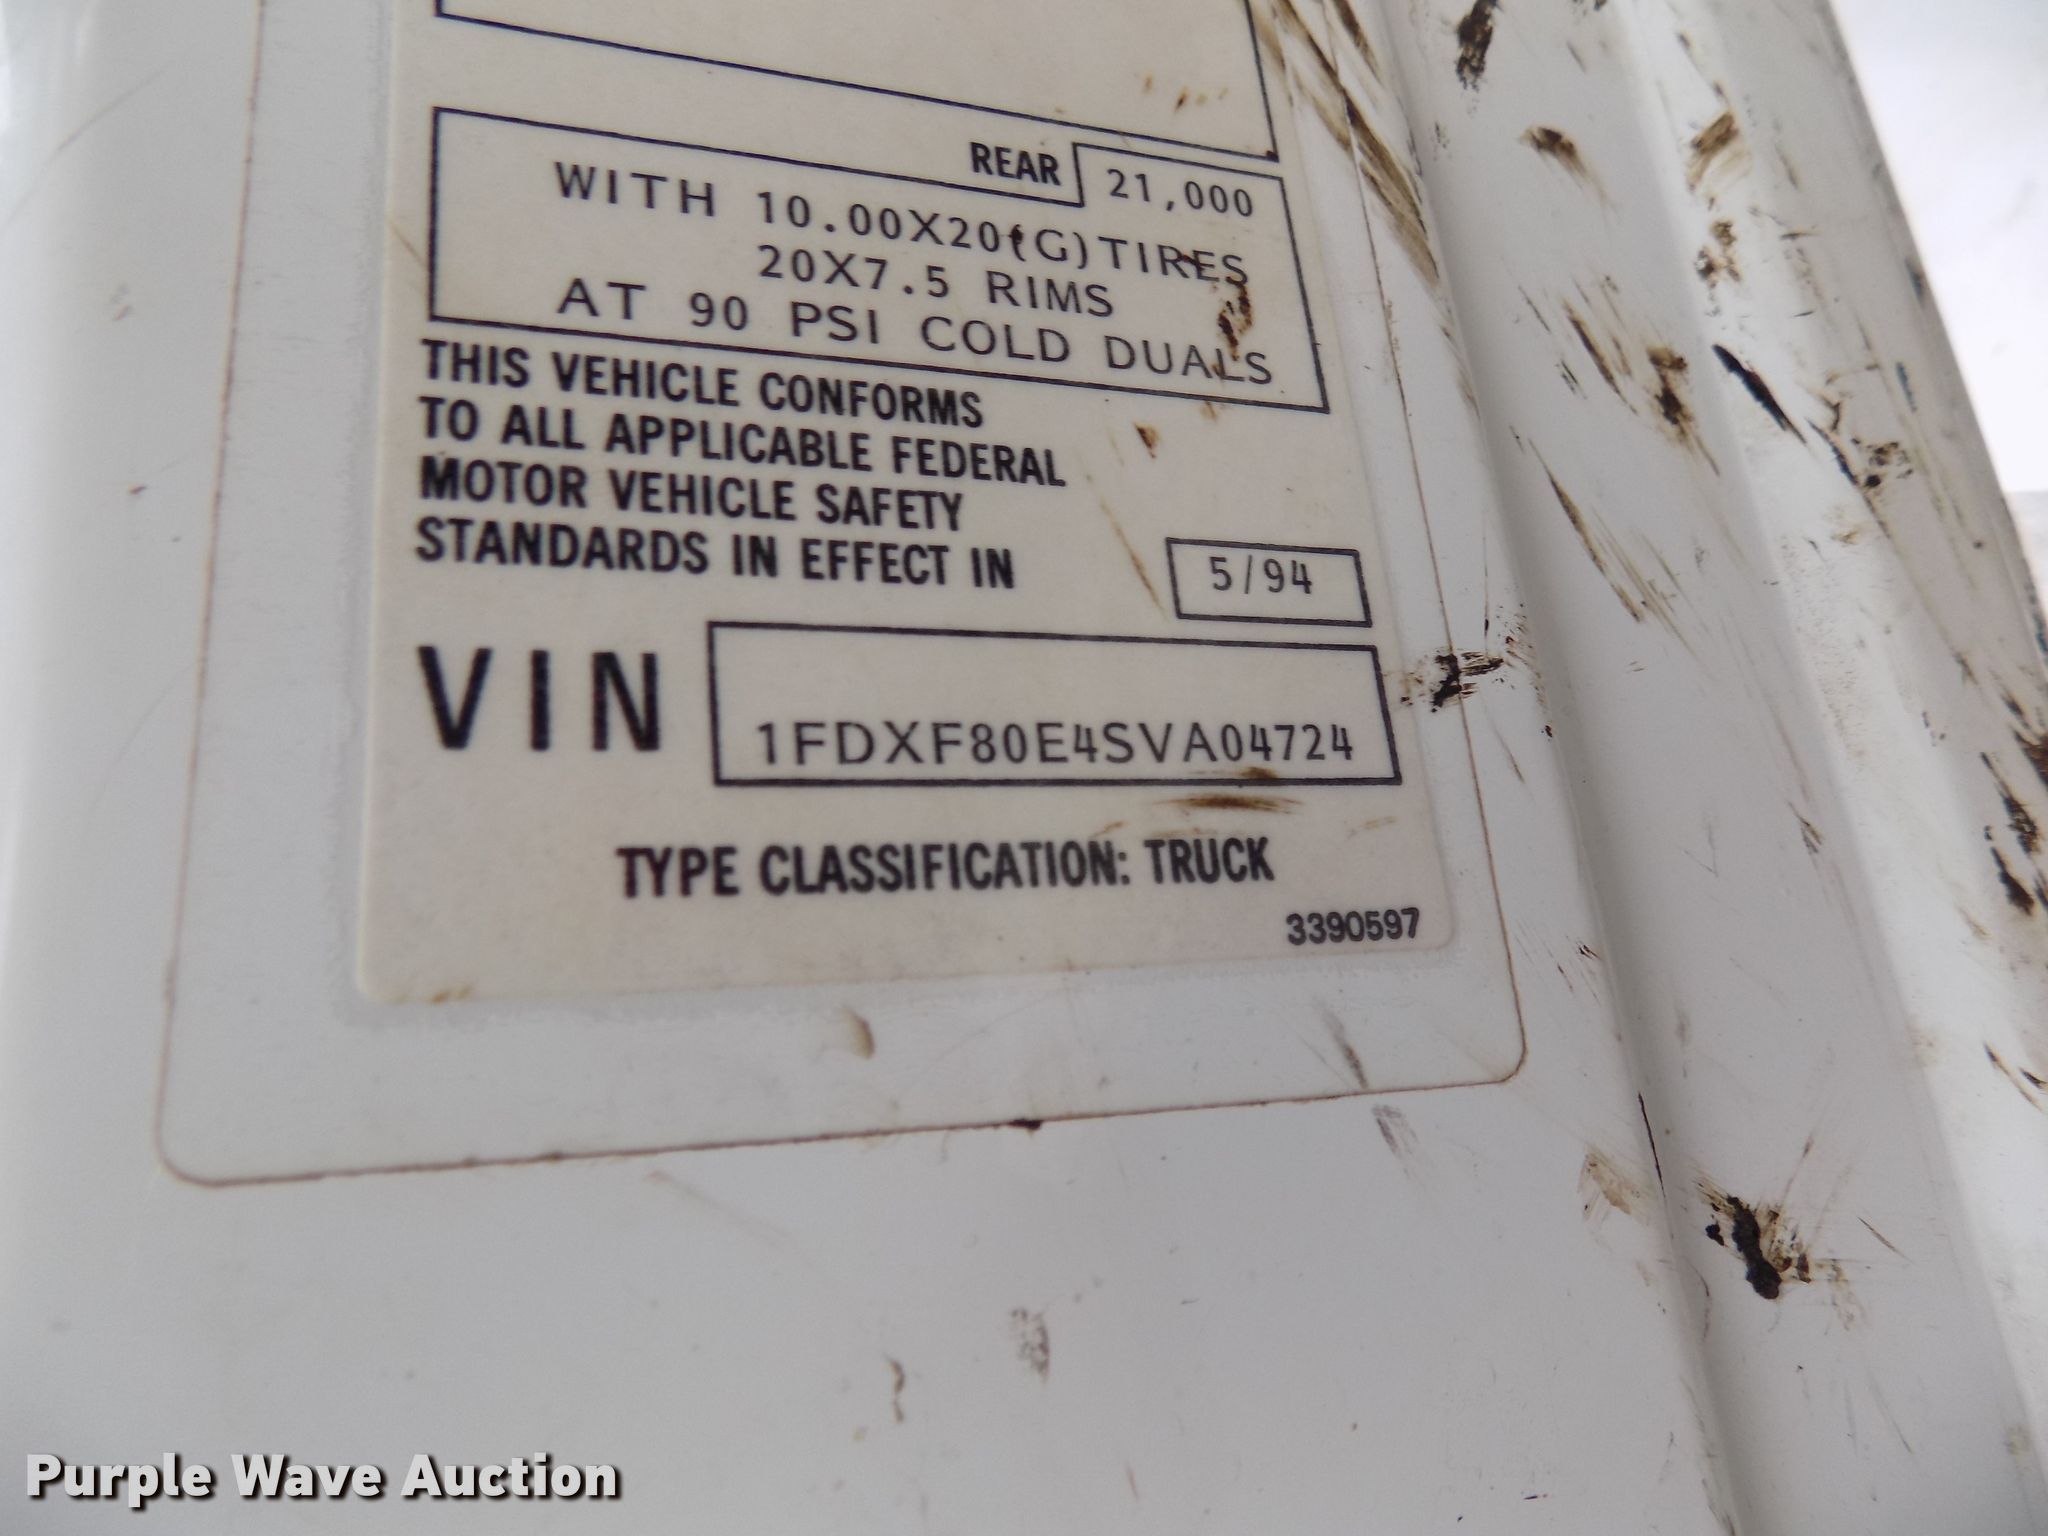 REAR 21,000
WITH 10.00X20(G)TIRES
20X7.5 RIMS
AT 90 PSI COLD DUALS
THIS VEHICLE CONFORMS
TO ALL APPLICABLE FEDERAL
MOTOR VEHICLE SAFETY
STANDARDS IN EFFECT IN 5/94
VIN 1FDXF80E4SVA04724
TYPE CLASSIFICATION: TRUCK
3390597
Purple Wave Auction